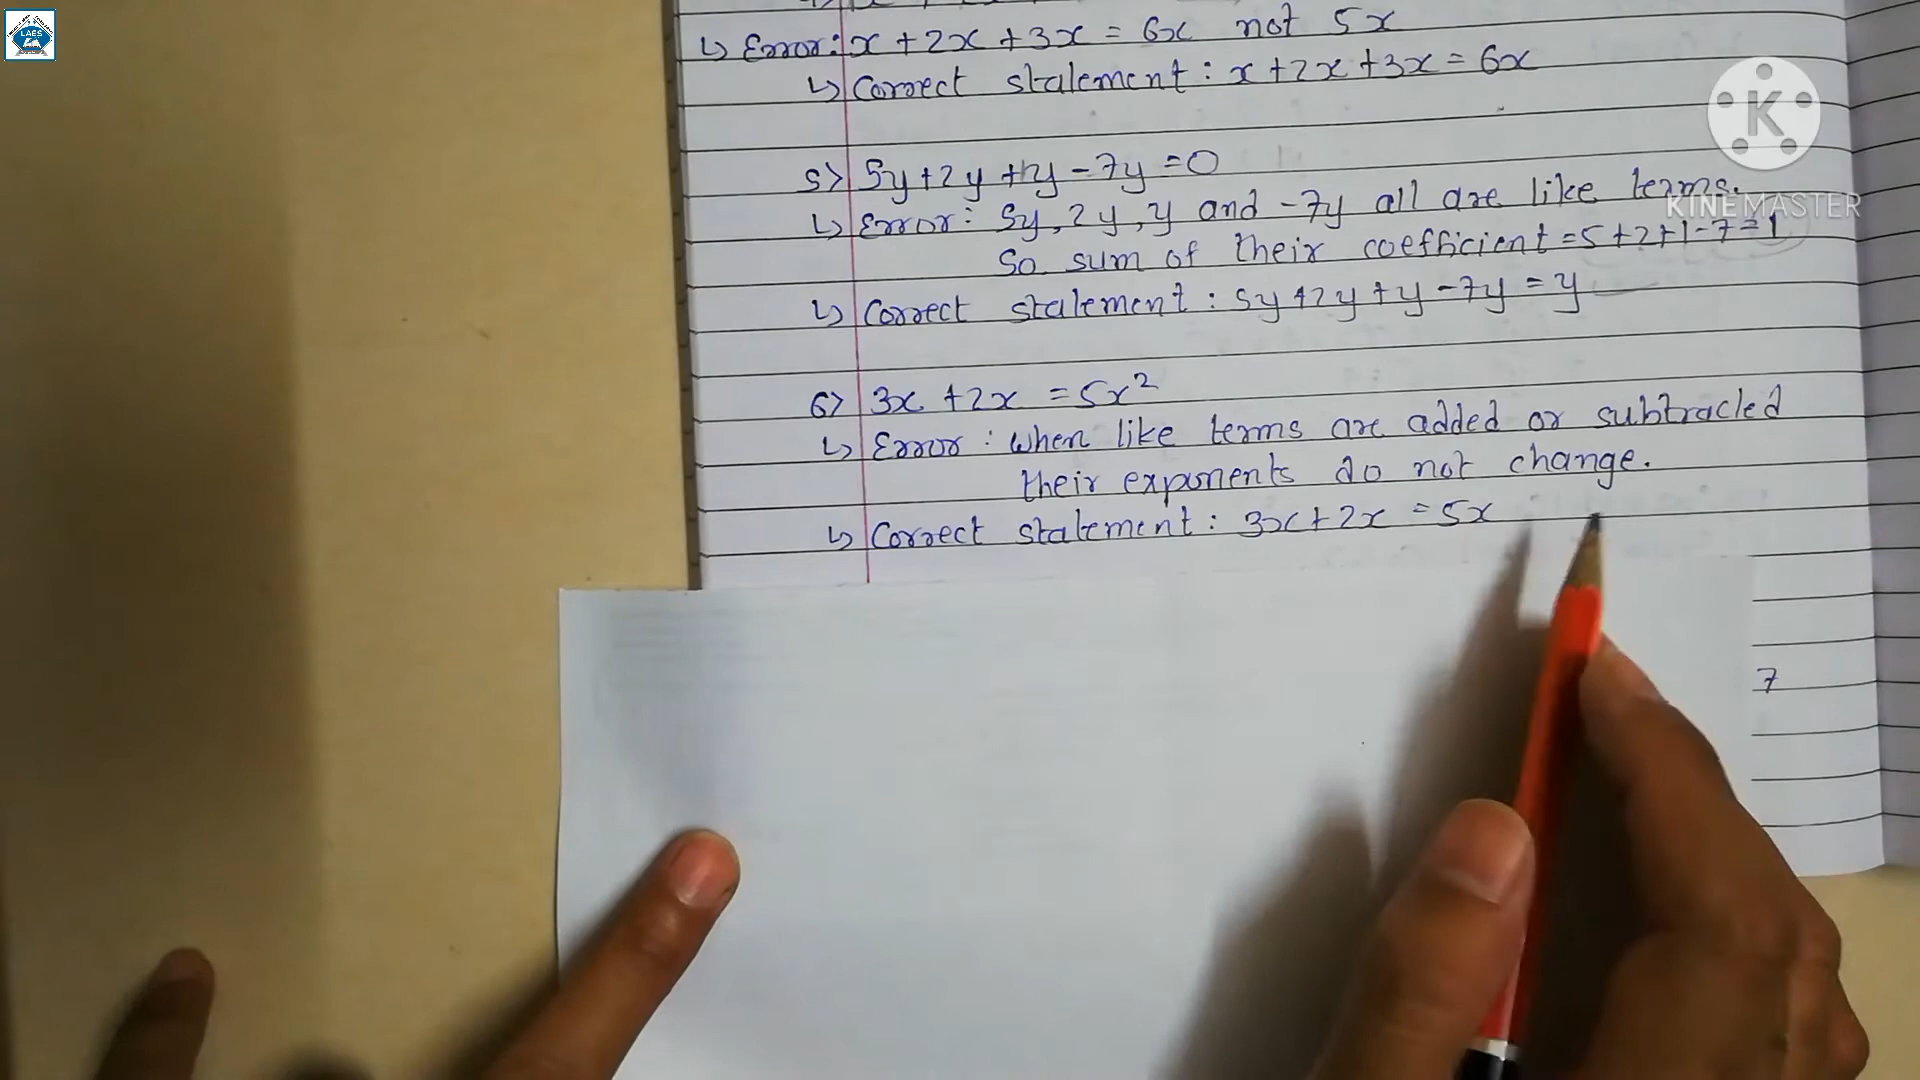 LAES
↳ Error: x + 2x + 3x = 6x not 5x
↳ Correct statement : x + 2x + 3x = 6x
K
KINEMASTER
5> 5y + 2y + y - 7y = 0
↳ Error : 5y, 2y, y and -7y all are like terms.
So sum of their coefficient = 5 + 2 + 1 - 7 = 1
↳ Correct statement : 5y + 2y + y - 7y = y
6> 3x + 2x = 5x²
↳ Error : when like terms are added or subtracted
their exponents do not change.
↳ Correct statement : 3x + 2x = 5x
7